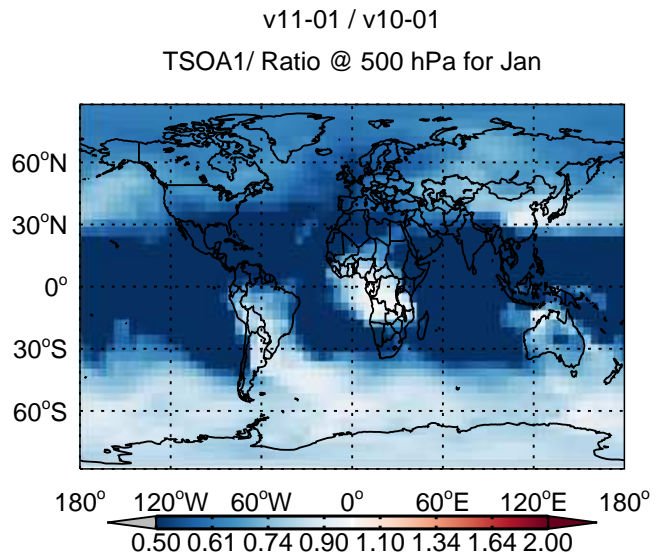 v11-01 / v10-01
TSOA1/ Ratio @ 500 hPa for Jan
60°N
30°N
0°
30°S
60°S
180° 120°W 60°W 0° 60°E 120°E 180°
0.50 0.61 0.74 0.90 1.10 1.34 1.64 2.00